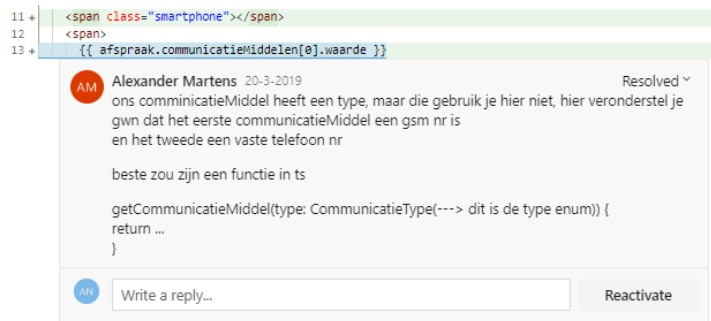 11 + <span class="smartphone"></span>
12 <span>
13 + {{ afspraak.communicatieMiddelen[0].waarde }}
AM Alexander Martens 20-3-2019 Resolved
ons comminicatieMiddel heeft een type, maar die gebruik je hier niet, hier veronderstel je
gwn dat het eerste communicatieMiddel een gsm nr is
en het tweede een vaste telefoon nr
beste zou zijn een functie in ts
getCommunicatieMiddel(type: CommunicatieType(---> dit is de type enum)) {
return ...
}
AN Write a reply... Reactivate